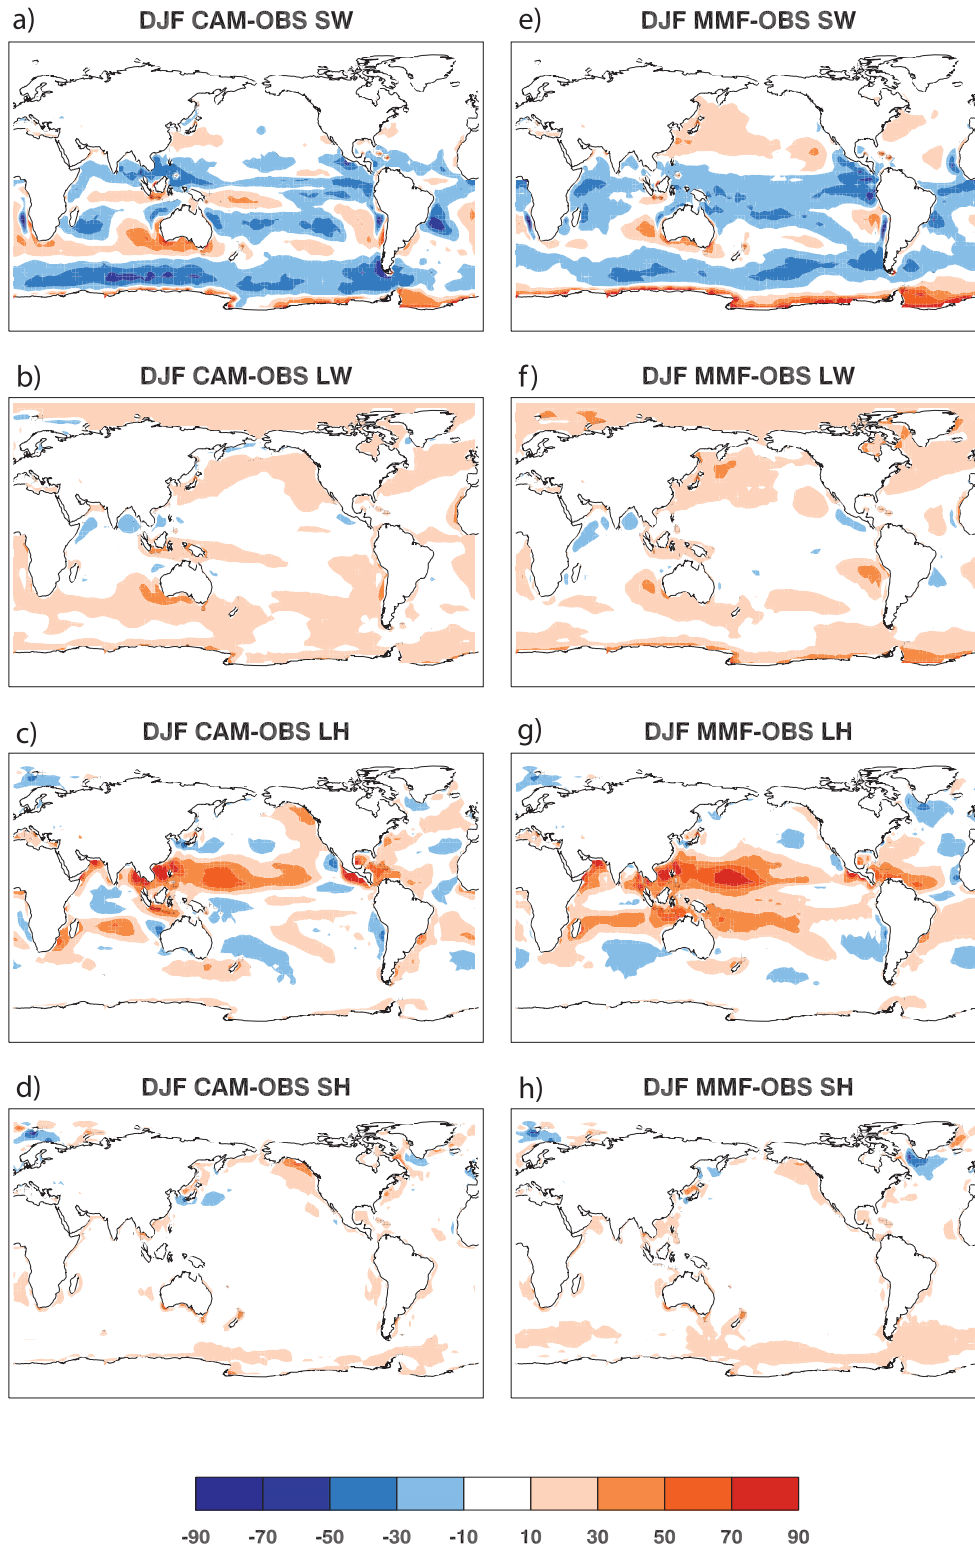 a) DJF CAM-OBS SW
e) DJF MMF-OBS SW
b) DJF CAM-OBS LW
f) DJF MMF-OBS LW
c) DJF CAM-OBS LH
g) DJF MMF-OBS LH
d) DJF CAM-OBS SH
h) DJF MMF-OBS SH
-90 -70 -50 -30 -10 10 30 50 70 90